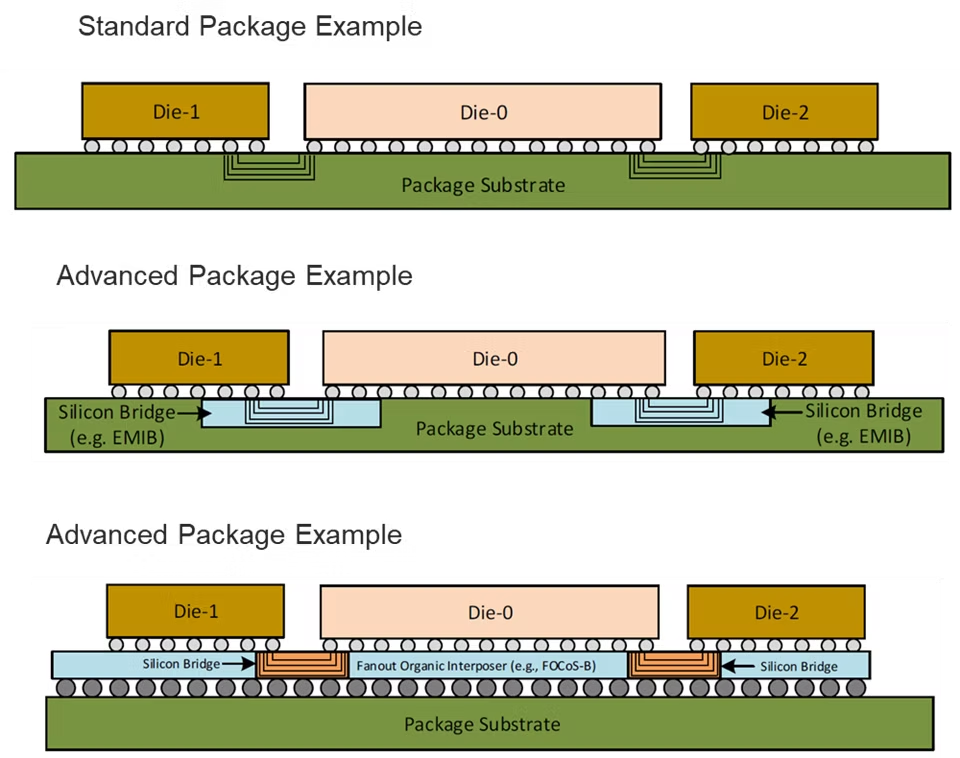 Standard Package Example
Die-1
Die-0
Die-2
Package Substrate
Advanced Package Example
Die-1
Die-0
Die-2
Silicon Bridge
(e.g. EMIB)
Package Substrate
Silicon Bridge
(e.g. EMIB)
Advanced Package Example
Die-1
Die-0
Die-2
Silicon Bridge
Fanout Organic Interposer (e.g., FOCoS-B)
Silicon Bridge
Package Substrate